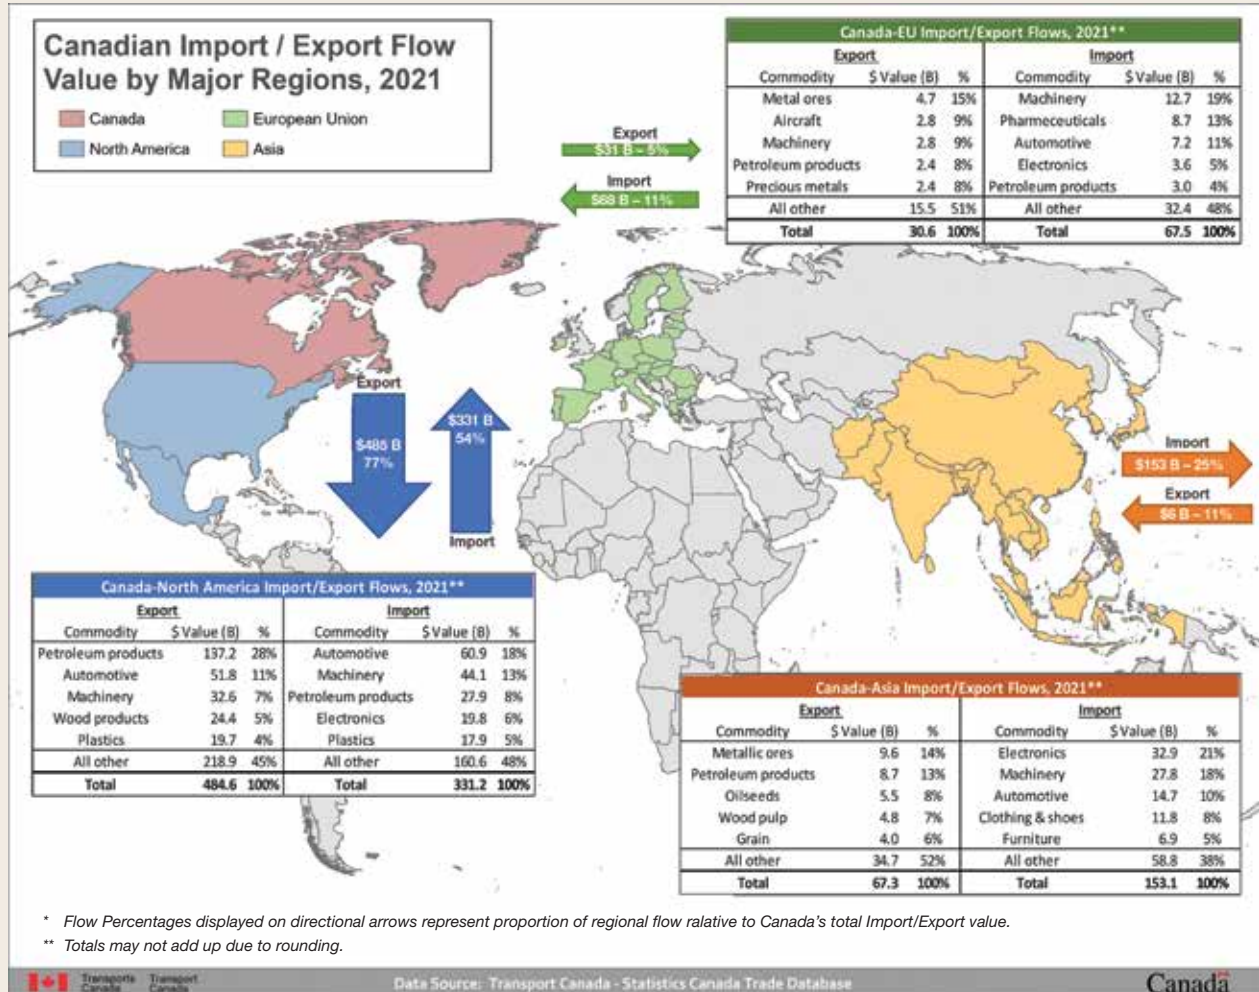 Canadian Import / Export Flow
Value by Major Regions, 2021
Canada
European Union
North America
Asia
Canada-EU Import/Export Flows, 2021**
Export Import
Commodity $ Value (B) % Commodity $ Value (B) %
Metal ores 4.7 15% Machinery 12.7 19%
Aircraft 2.8 9% Pharmeceuticals 8.7 13%
Machinery 2.8 9% Automotive 7.2 11%
Petroleum products 2.4 8% Electronics 3.6 5%
Precious metals 2.4 8% Petroleum products 3.0 4%
All other 15.5 51% All other 32.4 48%
Total 30.6 100% Total 67.5 100%
Export
$31 B – 5%
Import
$68 B – 11%
Export
$485 B
77%
$331 B
54%
Import
Import
$153 B – 25%
Export
$6 B – 11%
Canada-North America Import/Export Flows, 2021**
Export Import
Commodity $ Value (B) % Commodity $ Value (B) %
Petroleum products 137.2 28% Automotive 60.9 18%
Automotive 51.8 11% Machinery 44.1 13%
Machinery 32.6 7% Petroleum products 27.9 8%
Wood products 24.4 5% Electronics 19.8 6%
Plastics 19.7 4% Plastics 17.9 5%
All other 218.9 45% All other 160.6 48%
Total 484.6 100% Total 331.2 100%
Canada-Asia Import/Export Flows, 2021**
Export Import
Commodity $ Value (B) % Commodity $ Value (B) %
Metallic ores 9.6 14% Electronics 32.9 21%
Petroleum products 8.7 13% Machinery 27.8 18%
Oilseeds 5.5 8% Automotive 14.7 10%
Wood pulp 4.8 7% Clothing & shoes 11.8 8%
Grain 4.0 6% Furniture 6.9 5%
All other 34.7 52% All other 58.8 38%
Total 67.3 100% Total 153.1 100%
* Flow Percentages displayed on directional arrows represent proportion of regional flow ralative to Canada's total Import/Export value.
** Totals may not add up due to rounding.
Transports Transport
Canada Canada
Data Source: Transport Canada - Statistics Canada Trade Database
Canada